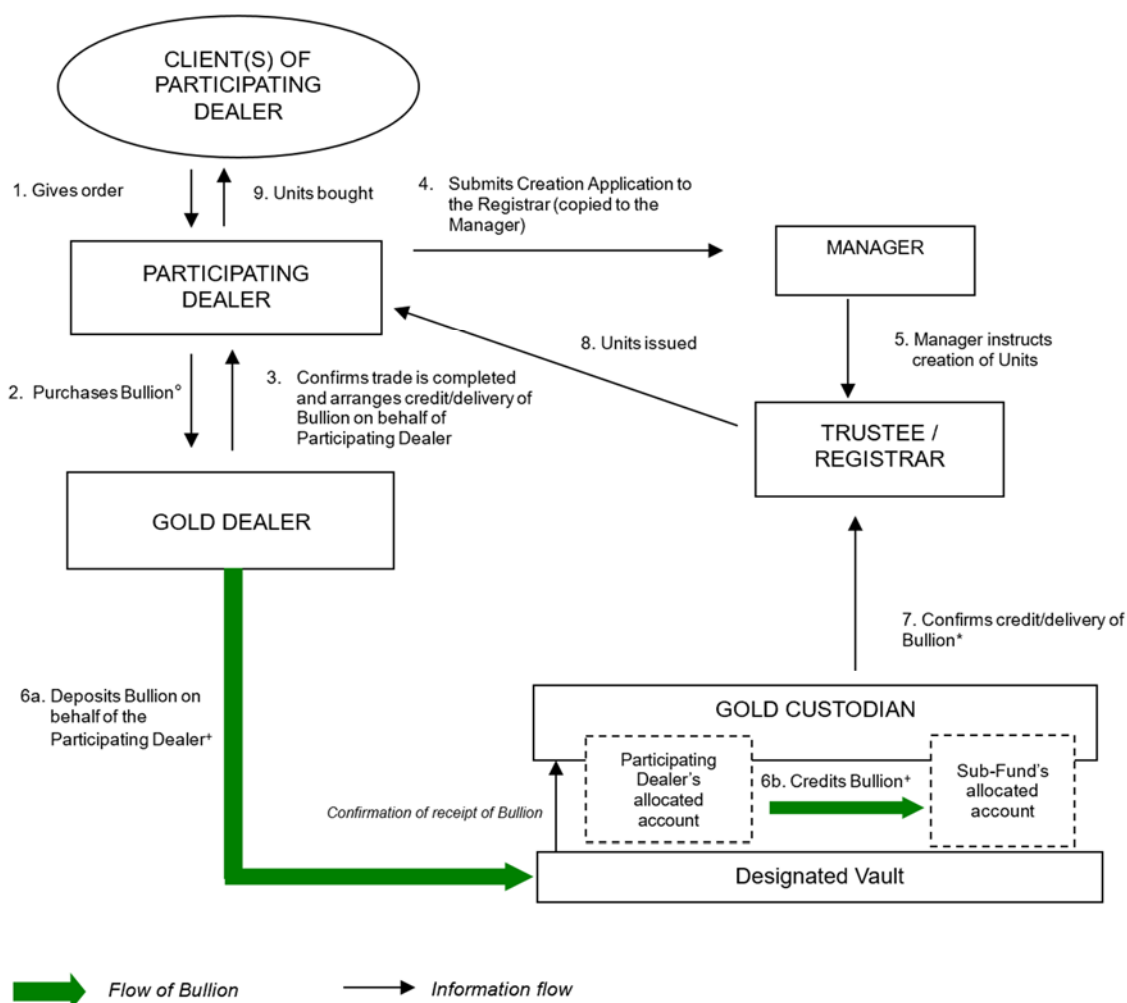 CLIENT(S) OF
PARTICIPATING
DEALER
1. Gives order
9. Units bought
4. Submits Creation Application to
the Registrar (copied to the
Manager)
PARTICIPATING
DEALER
MANAGER
8. Units issued
5. Manager instructs
creation of Units
2. Purchases Bullion°
3. Confirms trade is completed
and arranges credit/delivery of
Bullion on behalf of
Participating Dealer
TRUSTEE /
REGISTRAR
GOLD DEALER
7. Confirms credit/delivery of
Bullion*
6a. Deposits Bullion on
behalf of the
Participating Dealer⁺
GOLD CUSTODIAN
Participating
Dealer's
allocated
account
6b. Credits Bullion⁺
Sub-Fund's
allocated
account
Confirmation of receipt of Bullion
Designated Vault
Flow of Bullion
Information flow